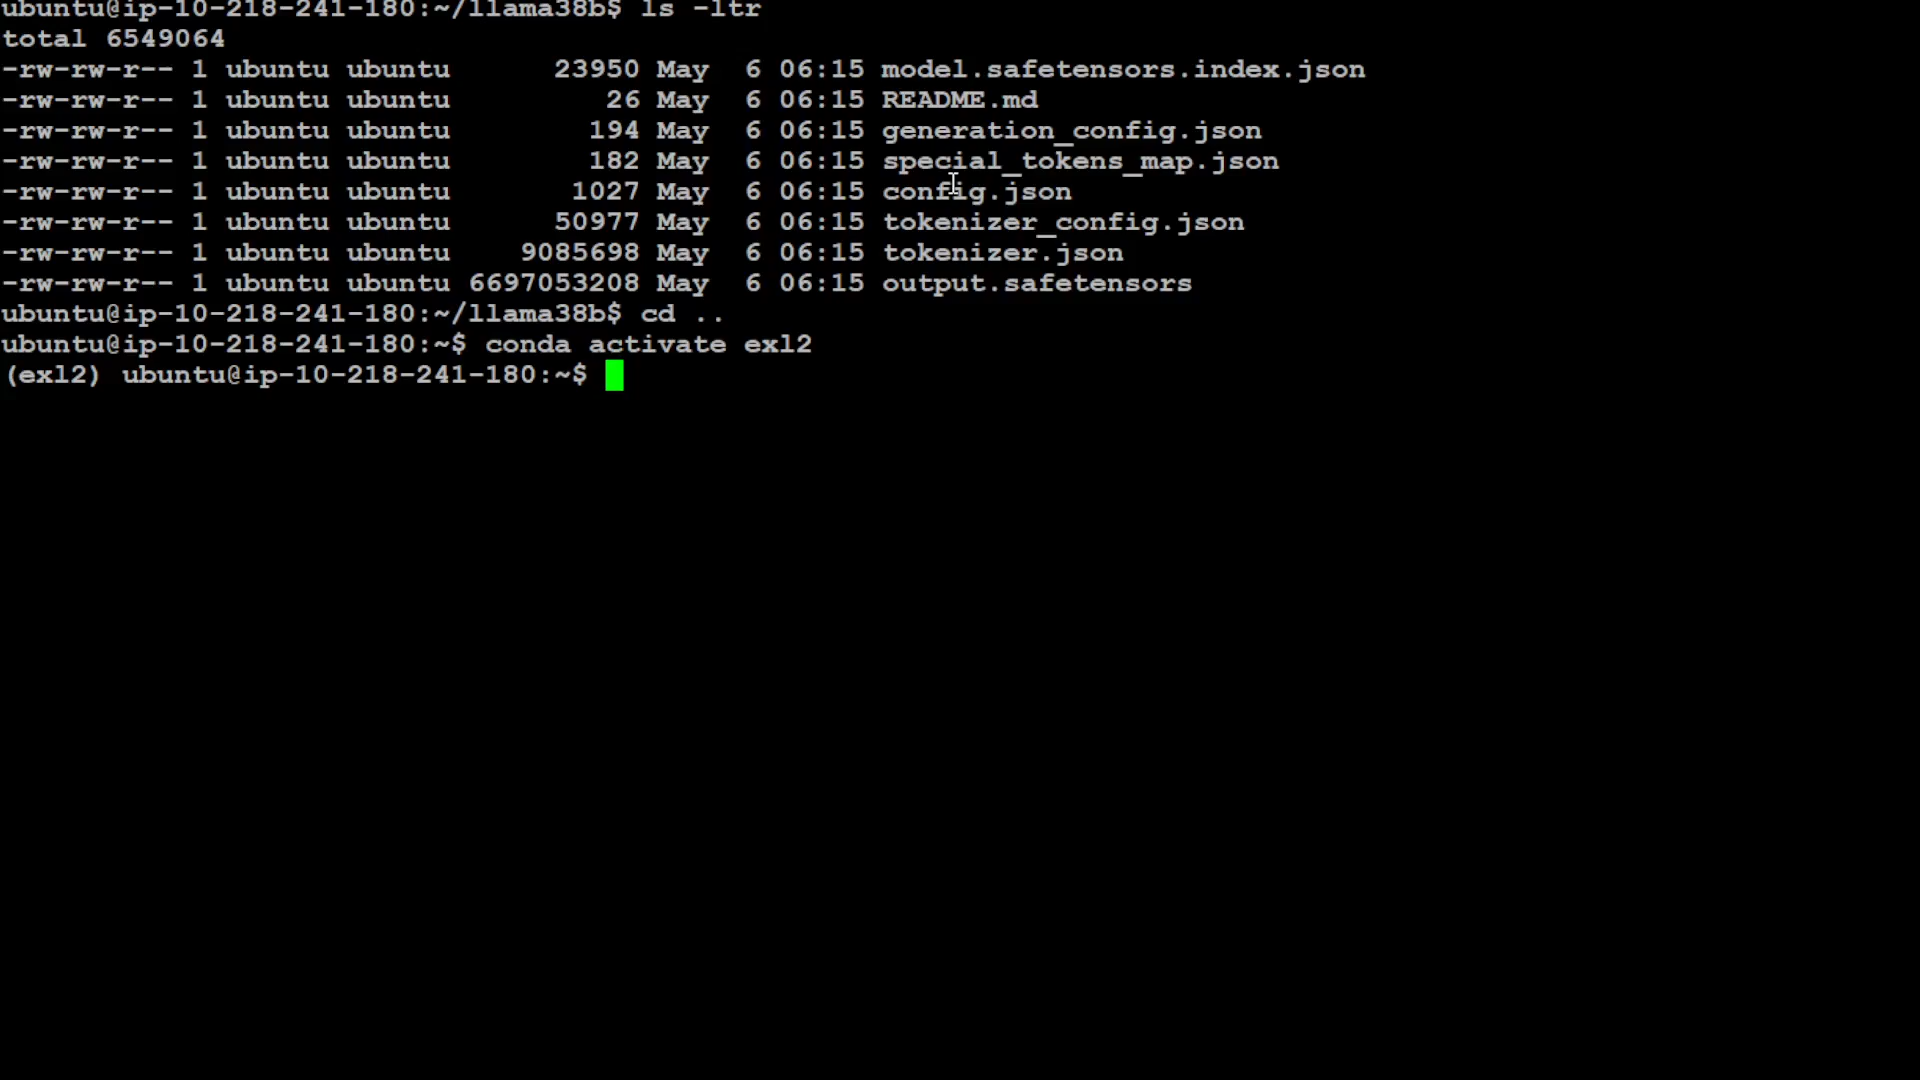 ubuntu@ip-10-218-241-180:~/llama38b$ ls -ltr
total 6549064
-rw-rw-r-- 1 ubuntu ubuntu      23950 May  6 06:15 model.safetensors.index.json
-rw-rw-r-- 1 ubuntu ubuntu         26 May  6 06:15 README.md
-rw-rw-r-- 1 ubuntu ubuntu        194 May  6 06:15 generation_config.json
-rw-rw-r-- 1 ubuntu ubuntu        182 May  6 06:15 special_tokens_map.json
-rw-rw-r-- 1 ubuntu ubuntu       1027 May  6 06:15 config.json
-rw-rw-r-- 1 ubuntu ubuntu      50977 May  6 06:15 tokenizer_config.json
-rw-rw-r-- 1 ubuntu ubuntu    9085698 May  6 06:15 tokenizer.json
-rw-rw-r-- 1 ubuntu ubuntu 6697053208 May  6 06:15 output.safetensors
ubuntu@ip-10-218-241-180:~/llama38b$ cd ..
ubuntu@ip-10-218-241-180:~$ conda activate exl2
(exl2) ubuntu@ip-10-218-241-180:~$